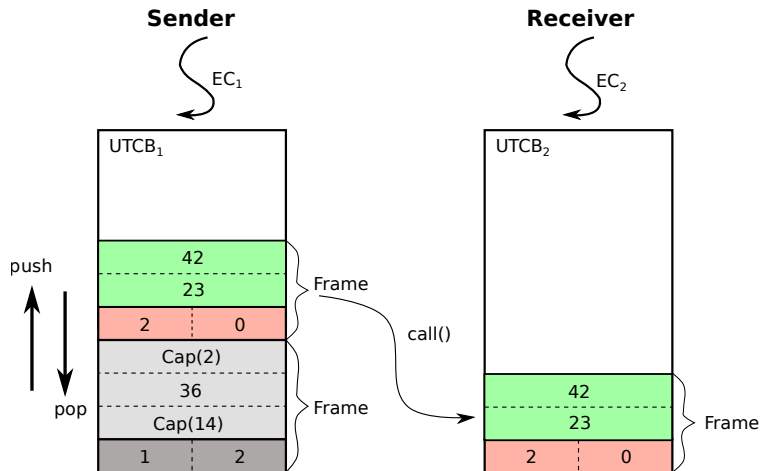 Sender
EC1
UTCB1
42
23
2 0
Frame
push
pop
Cap(2)
36
Cap(14)
1 2
Frame
call()
Receiver
EC2
UTCB2
42
23
2 0
Frame